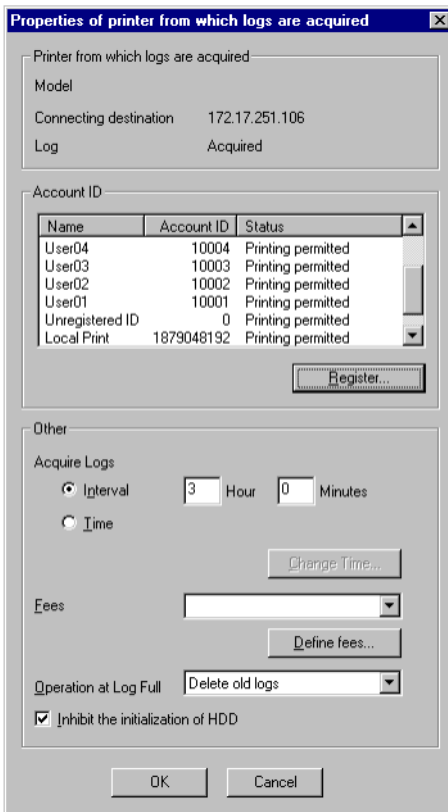 Properties of printer from which logs are acquired
Printer from which logs are acquired
Model
Connecting destination 172.17.251.106
Log Acquired
Account ID
Name Account ID Status
User04 10004 Printing permitted
User03 10003 Printing permitted
User02 10002 Printing permitted
User01 10001 Printing permitted
Unregistered ID 0 Printing permitted
Local Print 1879048192 Printing permitted
Register...
Other
Acquire Logs
Interval 3 Hour 0 Minutes
Time
Change Time...
Fees
Define fees...
Operation at Log Full Delete old logs
Inhibit the initialization of HDD
OK Cancel